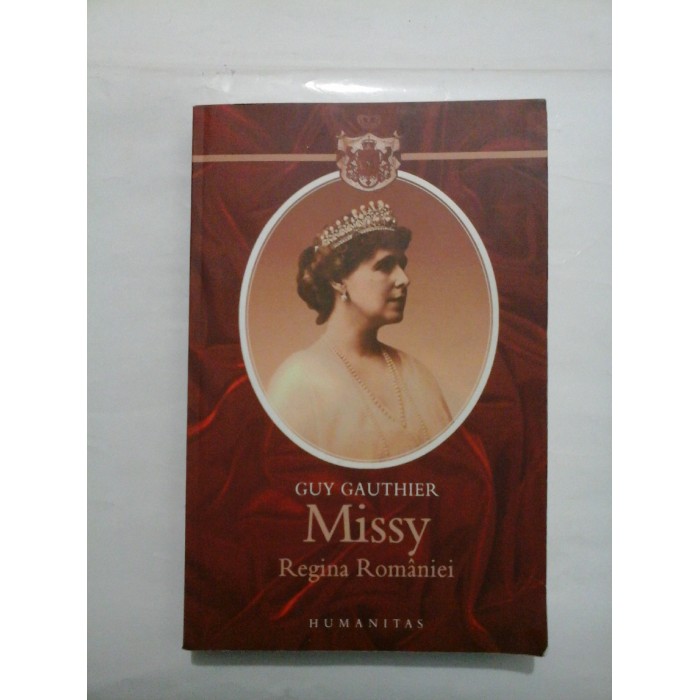 GUY GAUTHIER
Missy
Regina României
HUMANITAS